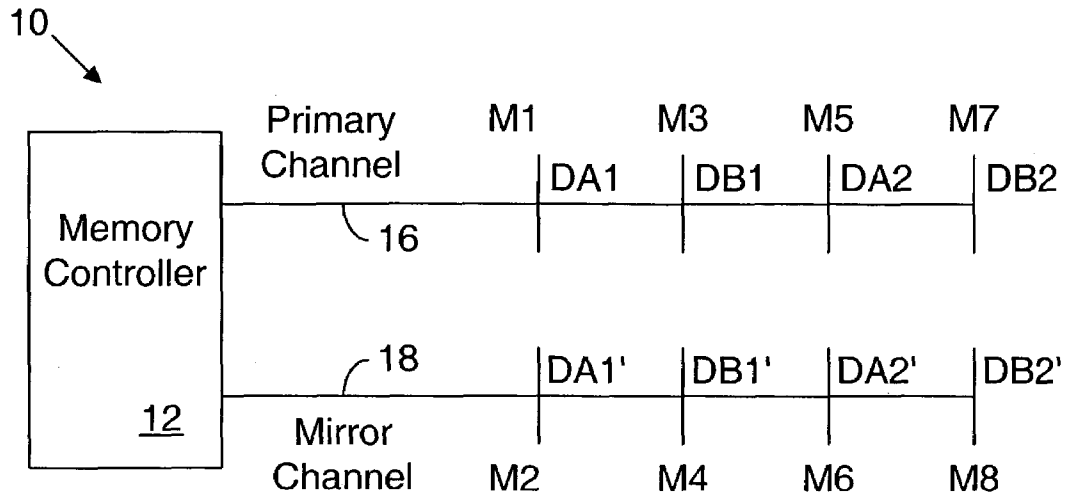 10
Primary
Channel
M1 M3 M5 M7
DA1 DB1 DA2 DB2
16
Memory
Controller
12
18
DA1' DB1' DA2' DB2'
Mirror
Channel
M2 M4 M6 M8